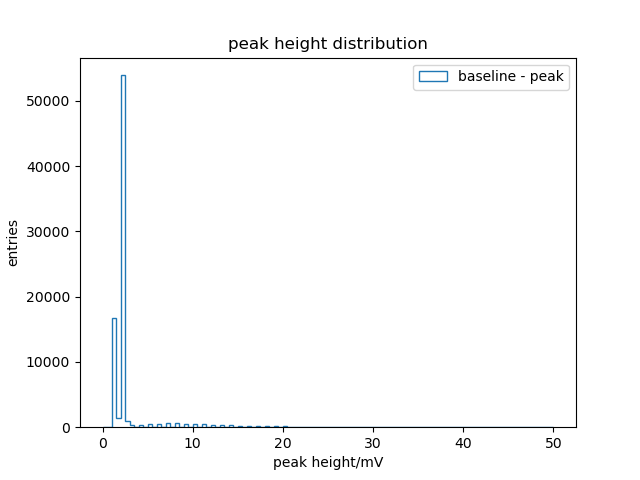 peak height distribution
baseline - peak
50000
40000
30000
20000
10000
0
entries
0 10 20 30 40 50
peak height/mV